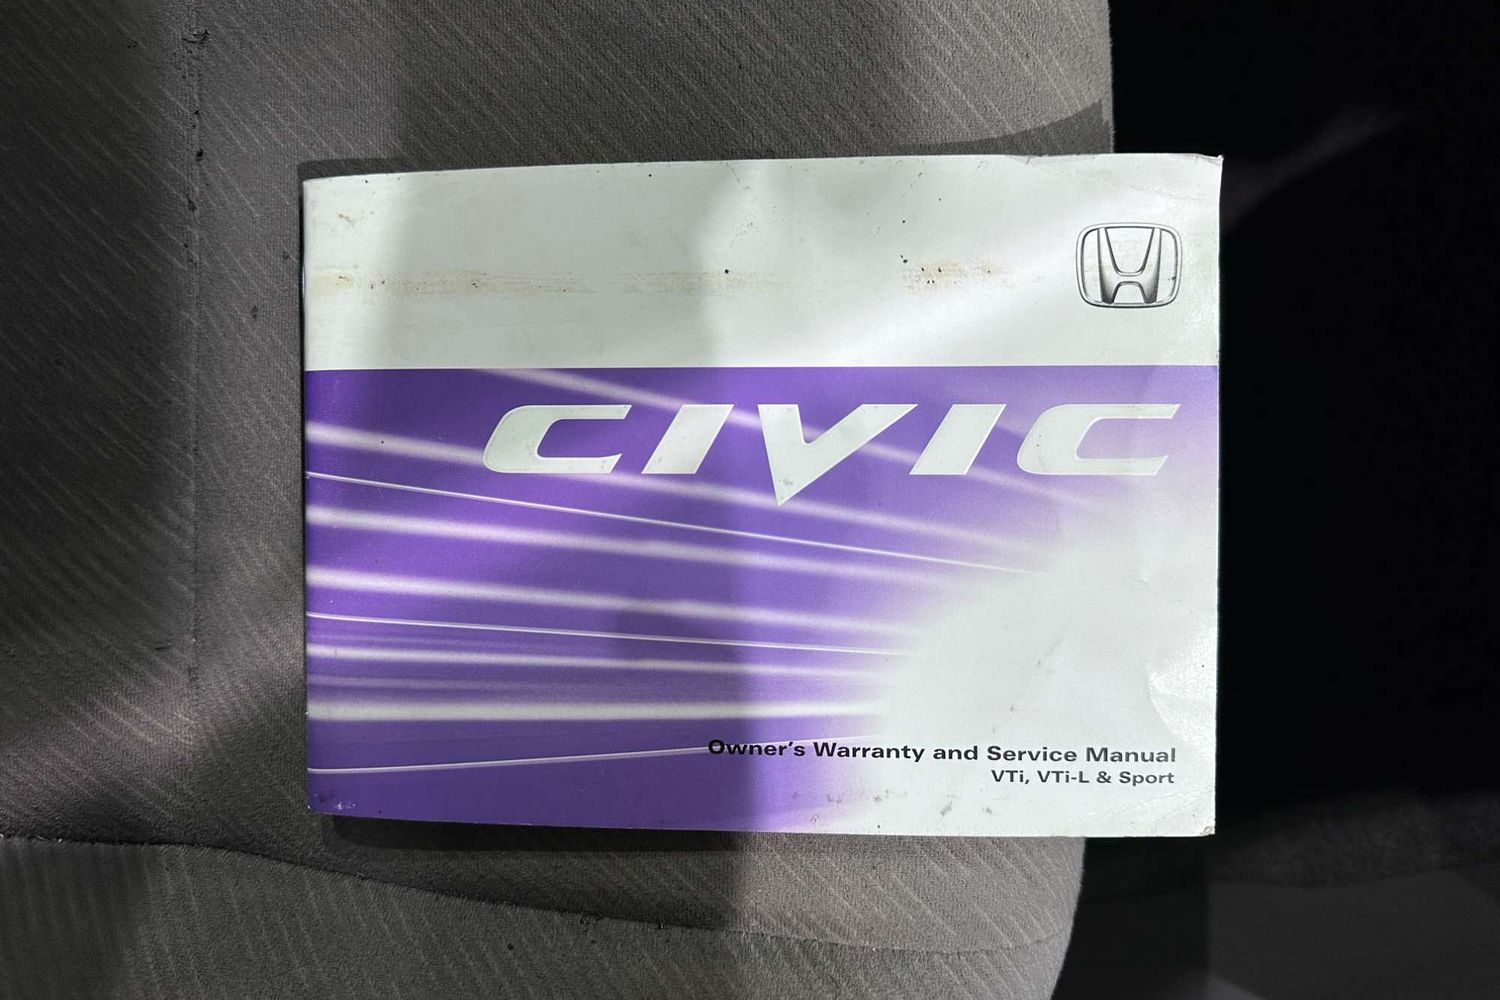 CIVIC
Owner's Warranty and Service Manual
VTi, VTi-L & Sport